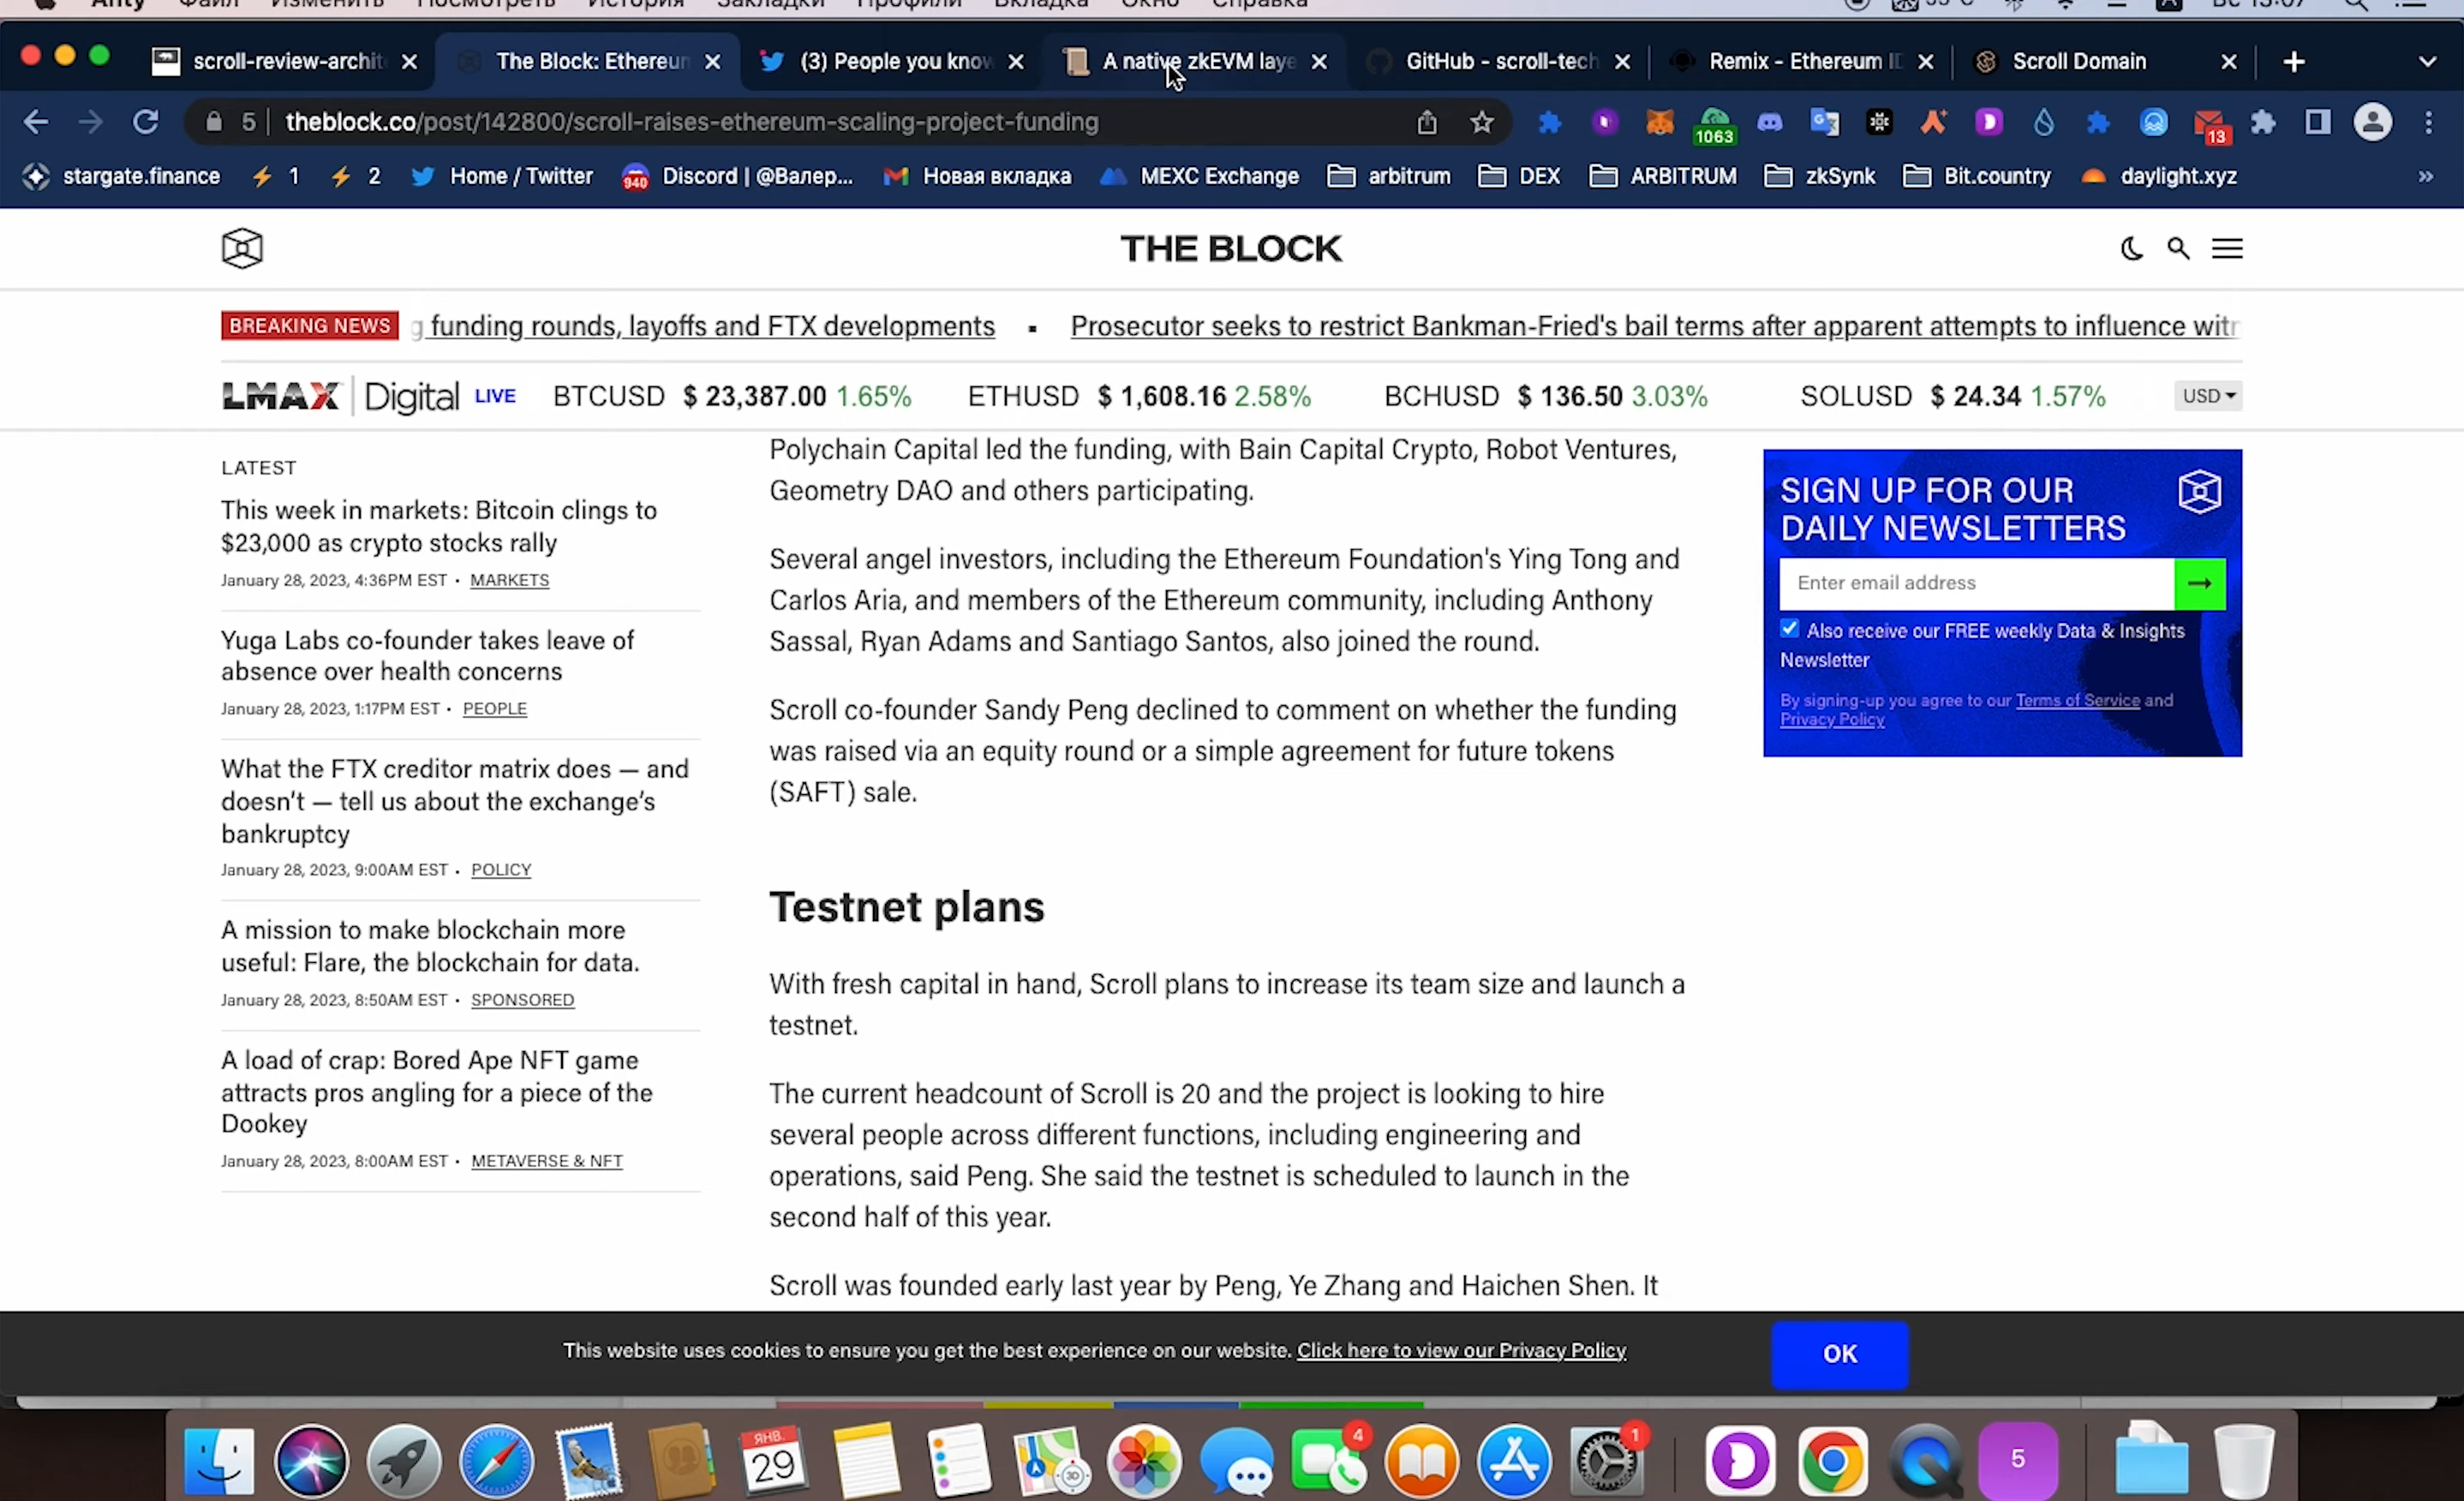 Anty Файл Изменить Посмотреть История Закладки Профили Вкладка Окно Справка
scroll-review-archit
The Block: Ethereum
(3) People you know
A native zkEVM laye
GitHub - scroll-tech
Remix - Ethereum ID
Scroll Domain
5 theblock.co/post/142800/scroll-raises-ethereum-scaling-project-funding
1063
13
stargate.finance 1 2 Home / Twitter 940 Discord | @Валер... Новая вкладка MEXC Exchange arbitrum DEX ARBITRUM zkSynk Bit.country daylight.xyz »
THE BLOCK
BREAKING NEWS g funding rounds, layoffs and FTX developments ▪ Prosecutor seeks to restrict Bankman-Fried's bail terms after apparent attempts to influence witn
LMAX Digital LIVE BTCUSD $ 23,387.00 1.65% ETHUSD $ 1,608.16 2.58% BCHUSD $ 136.50 3.03% SOLUSD $ 24.34 1.57% USD
LATEST
This week in markets: Bitcoin clings to
$23,000 as crypto stocks rally
January 28, 2023, 4:36PM EST • MARKETS
Yuga Labs co-founder takes leave of
absence over health concerns
January 28, 2023, 1:17PM EST • PEOPLE
What the FTX creditor matrix does — and
doesn't — tell us about the exchange's
bankruptcy
January 28, 2023, 9:00AM EST • POLICY
A mission to make blockchain more
useful: Flare, the blockchain for data.
January 28, 2023, 8:50AM EST • SPONSORED
A load of crap: Bored Ape NFT game
attracts pros angling for a piece of the
Dookey
January 28, 2023, 8:00AM EST • METAVERSE & NFT
Polychain Capital led the funding, with Bain Capital Crypto, Robot Ventures,
Geometry DAO and others participating.
Several angel investors, including the Ethereum Foundation's Ying Tong and
Carlos Aria, and members of the Ethereum community, including Anthony
Sassal, Ryan Adams and Santiago Santos, also joined the round.
Scroll co-founder Sandy Peng declined to comment on whether the funding
was raised via an equity round or a simple agreement for future tokens
(SAFT) sale.
Testnet plans
With fresh capital in hand, Scroll plans to increase its team size and launch a
testnet.
The current headcount of Scroll is 20 and the project is looking to hire
several people across different functions, including engineering and
operations, said Peng. She said the testnet is scheduled to launch in the
second half of this year.
Scroll was founded early last year by Peng, Ye Zhang and Haichen Shen. It
SIGN UP FOR OUR
DAILY NEWSLETTERS
Enter email address
Also receive our FREE weekly Data & Insights
Newsletter
By signing-up you agree to our Terms of Service and
Privacy Policy
This website uses cookies to ensure you get the best experience on our website. Click here to view our Privacy Policy
OK
ЯНВ.
29
3D
4
1
5